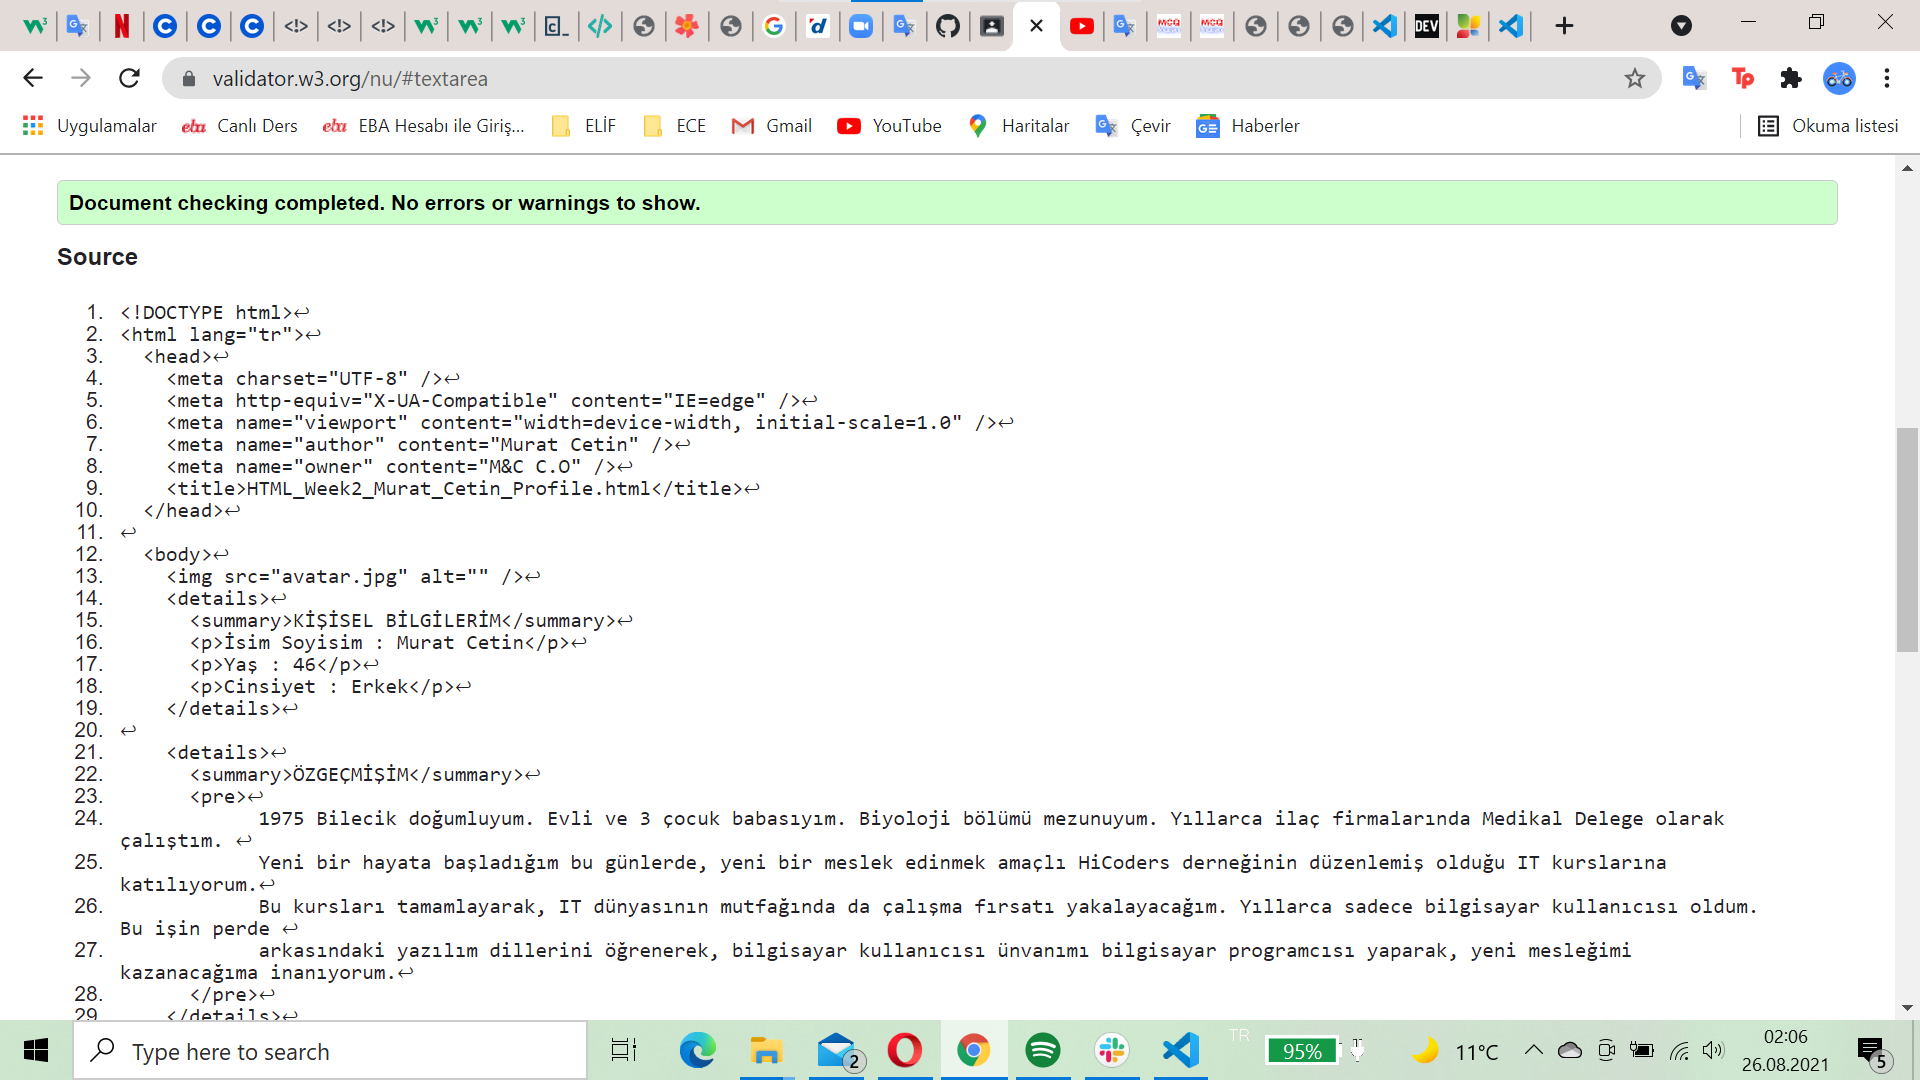 validator.w3.org/nu/#textarea
Uygulamalar Canlı Ders EBA Hesabı ile Giriş... ELİF ECE Gmail YouTube Haritalar Çevir Haberler Okuma listesi
Document checking completed. No errors or warnings to show.
Source
1. <!DOCTYPE html>↩
2. <html lang="tr">↩
3. <head>↩
4. <meta charset="UTF-8" />↩
5. <meta http-equiv="X-UA-Compatible" content="IE=edge" />↩
6. <meta name="viewport" content="width=device-width, initial-scale=1.0" />↩
7. <meta name="author" content="Murat Cetin" />↩
8. <meta name="owner" content="M&C C.O" />↩
9. <title>HTML_Week2_Murat_Cetin_Profile.html</title>↩
10. </head>↩
11. ↩
12. <body>↩
13. <img src="avatar.jpg" alt="" />↩
14. <details>↩
15. <summary>KİŞİSEL BİLGİLERİM</summary>↩
16. <p>İsim Soyisim : Murat Cetin</p>↩
17. <p>Yaş : 46</p>↩
18. <p>Cinsiyet : Erkek</p>↩
19. </details>↩
20. ↩
21. <details>↩
22. <summary>ÖZGEÇMİŞİM</summary>↩
23. <pre>↩
24. 1975 Bilecik doğumluyum. Evli ve 3 çocuk babasıyım. Biyoloji bölümü mezunuyum. Yıllarca ilaç firmalarında Medikal Delege olarak
çalıştım. ↩
25. Yeni bir hayata başladığım bu günlerde, yeni bir meslek edinmek amaçlı HiCoders derneğinin düzenlemiş olduğu IT kurslarına
katılıyorum.↩
26. Bu kursları tamamlayarak, IT dünyasının mutfağında da çalışma fırsatı yakalayacağım. Yıllarca sadece bilgisayar kullanıcısı oldum.
Bu işin perde ↩
27. arkasındaki yazılım dillerini öğrenerek, bilgisayar kullanıcısı ünvanımı bilgisayar programcısı yaparak, yeni mesleğimi
kazanacağıma inanıyorum.↩
28. </pre>↩
29. </details>↩
Type here to search
2
TR
95%
11°C
02:06
26.08.2021
5